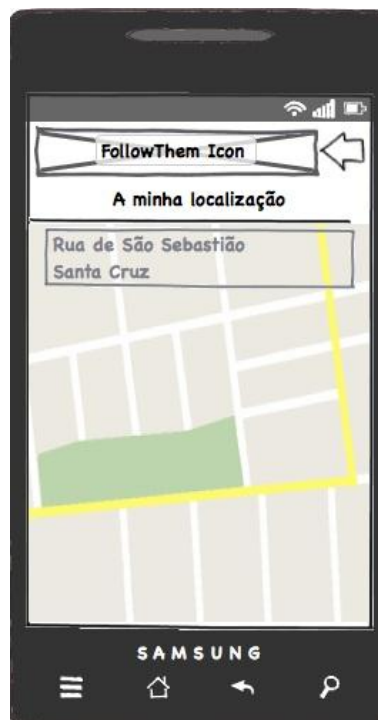 FollowThem Icon
A minha localização
Rua de São Sebastião
Santa Cruz
SAMSUNG